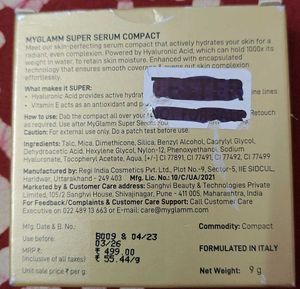 MYGLAMM SUPER SERUM COMPACT
Meet our skin-perfecting serum compact that actively hydrates your skin for a
radiant, even complexion. Powered by Hyaluronic Acid, which can hold 1000x its
weight in water, to retain skin moisture. Enhanced with encapsulated
technology that ensures smooth coverage & evens out skin complexion
effortlessly.
What makes it SUPER:
• Hyaluronic Acid provides active hydrat ine lines
• Vitamin E acts as an antioxidant and p
How to use: Dab the compact all over your Retouch
as required. Use after MyGlamm Super Ser
Caution: For external use only. Do a patch test before use.
Ingredients: Talc, Mica, Dimethicone, Silica, Benzyl Alcohol, Caprylyl Glycol,
Dehydroacetic Acid, Hexylene Glycol, Nylon-12, Phenoxyethanol, Sodium
Hyaluronate, Tocopheryl Acetate, Aqua, [+/-] CI 77891, CI 77491, CI 77492, CI 77499
Manufactured by: Regi India Cosmetics Pvt. Ltd., Plot No.-9, Sector-5, IIE SIDCUL,
Haridwar, Uttarakhand - 249 403 Mfg. Lic. No.: 10/C/UA/2021
Marketed by & Customer Care address: Sanghvi Beauty & Technologies Private
Limited, 105/2 Sanghvi House, Shivajinagar, Pune - 411 005, Maharashtra, India
For Feedback/Complaints & Customer Care Support: Call Customer Care
Executive on 022 489 13 663 or E-mail: care@myglamm.com
Mfg. Date & B. No.: B009 & 04/23 Commodity: Compact
Use Before: 03/26
MRP ₹: ₹ 499.00 FORMULATED IN ITALY
(Inclusive of all taxes)
Unit sale price ₹ per g: ₹ 55.44/g Net Weight: 9 g